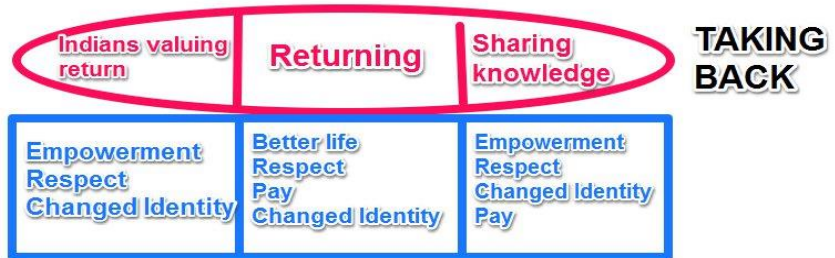 Indians valuing
return
Returning
Sharing
knowledge
TAKING
BACK
Empowerment
Respect
Changed Identity
Better life
Respect
Pay
Changed Identity
Empowerment
Respect
Changed Identity
Pay